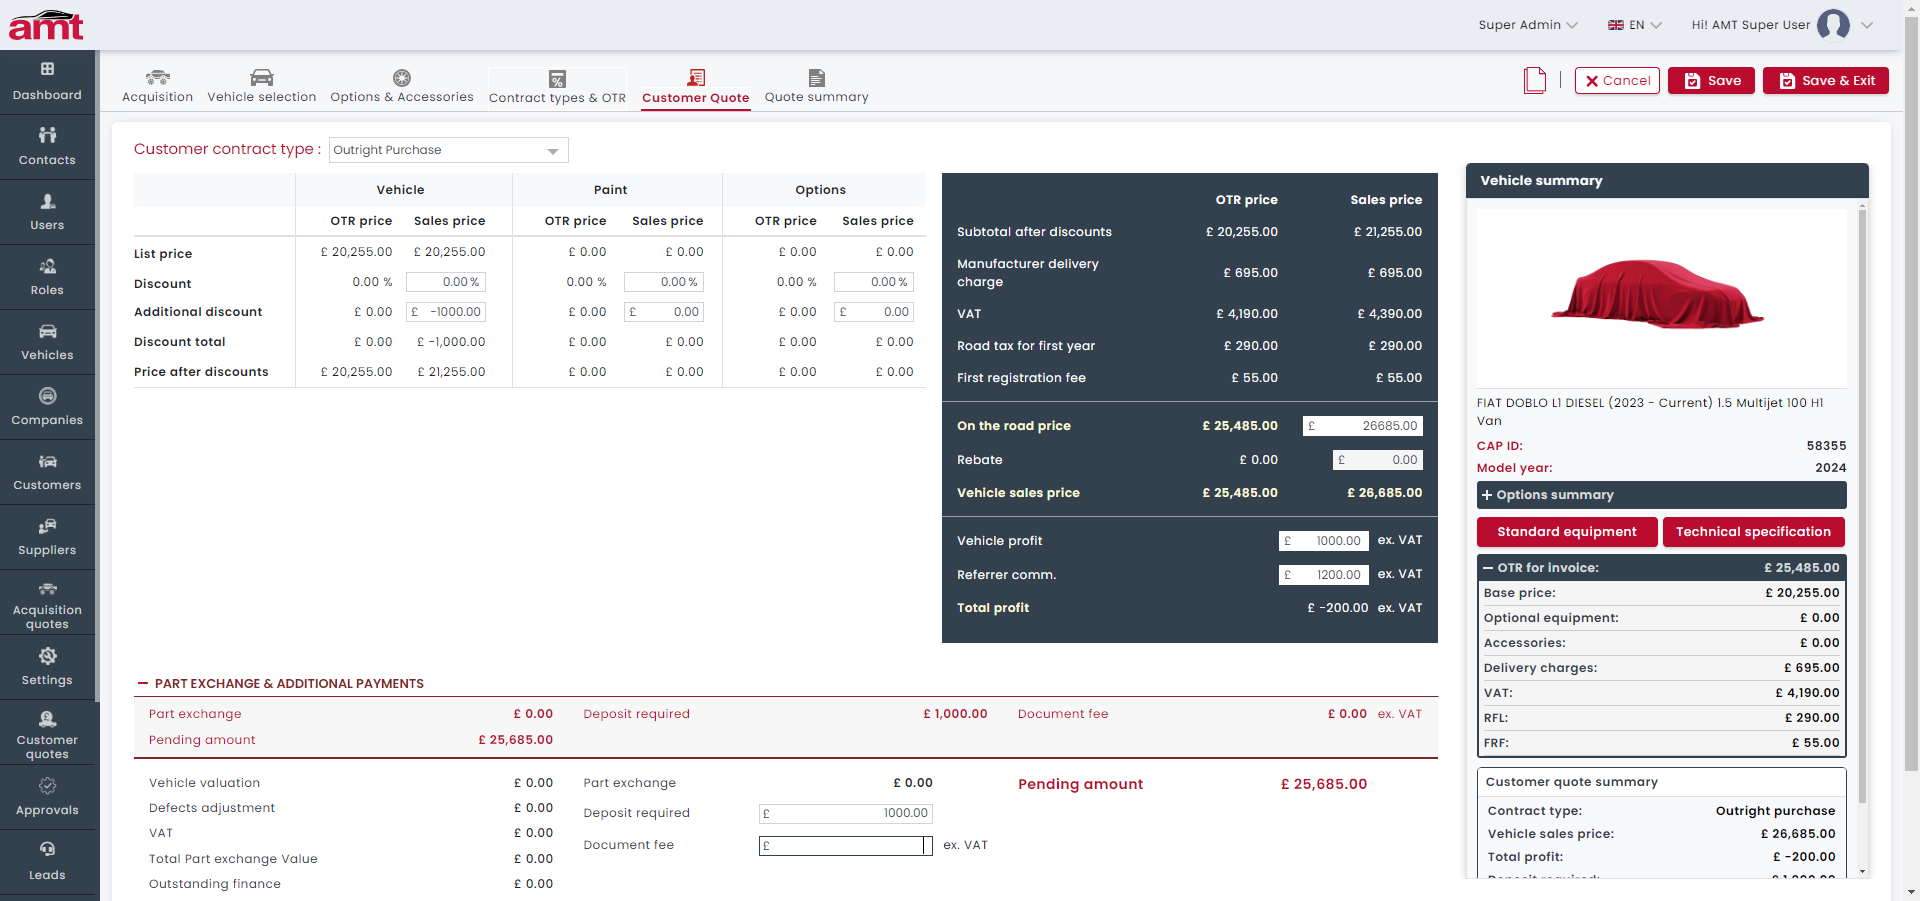 amt
Super Admin
EN
Hi! AMT Super User
Dashboard
Contacts
Users
Roles
Vehicles
Companies
Customers
Suppliers
Acquisition
quotes
Settings
Customer
quotes
Approvals
Leads
Acquisition
Vehicle selection
Options & Accessories
Contract types & OTR
Customer Quote
Quote summary
Cancel
Save
Save & Exit
Customer contract type : Outright Purchase
Vehicle Paint Options
OTR price Sales price OTR price Sales price OTR price Sales price
List price £ 20,255.00 £ 20,255.00 £ 0.00 £ 0.00 £ 0.00 £ 0.00
Discount 0.00 % 0.00 % 0.00 % 0.00 % 0.00 % 0.00 %
Additional discount £ 0.00 £ -1000.00 £ 0.00 £ 0.00 £ 0.00 £ 0.00
Discount total £ 0.00 £ -1,000.00 £ 0.00 £ 0.00 £ 0.00 £ 0.00
Price after discounts £ 20,255.00 £ 21,255.00 £ 0.00 £ 0.00 £ 0.00 £ 0.00
OTR price Sales price
Subtotal after discounts £ 20,255.00 £ 21,255.00
Manufacturer delivery
charge £ 695.00 £ 695.00
VAT £ 4,190.00 £ 4,390.00
Road tax for first year £ 290.00 £ 290.00
First registration fee £ 55.00 £ 55.00
On the road price £ 25,485.00 £ 26685.00
Rebate £ 0.00 £ 0.00
Vehicle sales price £ 25,485.00 £ 26,685.00
Vehicle profit £ 1000.00 ex. VAT
Referrer comm. £ 1200.00 ex. VAT
Total profit £ -200.00 ex. VAT
PART EXCHANGE & ADDITIONAL PAYMENTS
Part exchange £ 0.00 Deposit required £ 1,000.00 Document fee £ 0.00 ex. VAT
Pending amount £ 25,685.00
Vehicle valuation £ 0.00
Defects adjustment £ 0.00
VAT £ 0.00
Total Part exchange Value £ 0.00
Outstanding finance £ 0.00
Part exchange £ 0.00
Deposit required £ 1000.00
Document fee £ ex. VAT
Pending amount £ 25,685.00
Vehicle summary
FIAT DOBLO L1 DIESEL (2023 - Current) 1.5 Multijet 100 H1
Van
CAP ID: 58355
Model year: 2024
+ Options summary
Standard equipment
Technical specification
— OTR for invoice: £ 25,485.00
Base price: £ 20,255.00
Optional equipment: £ 0.00
Accessories: £ 0.00
Delivery charges: £ 695.00
VAT: £ 4,190.00
RFL: £ 290.00
FRF: £ 55.00
Customer quote summary
Contract type: Outright purchase
Vehicle sales price: £ 26,685.00
Total profit: £ -200.00